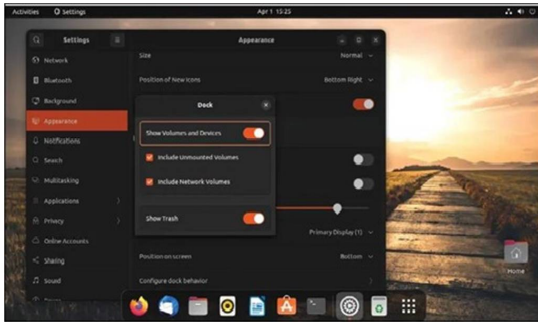 Activities
Settings
Apr 1 15:25
Settings
Appearance
Network
Bluetooth
Background
Appearance
Notifications
Search
Multitasking
Applications
Privacy
Online Accounts
Sharing
Sound
Size
Normal
Position of New Icons
Bottom Right
Dock
Show Volumes and Devices
Include Unmounted Volumes
Include Network Volumes
Show Trash
Primary Display (1)
Position on screen
Bottom
Configure dock behavior
Home